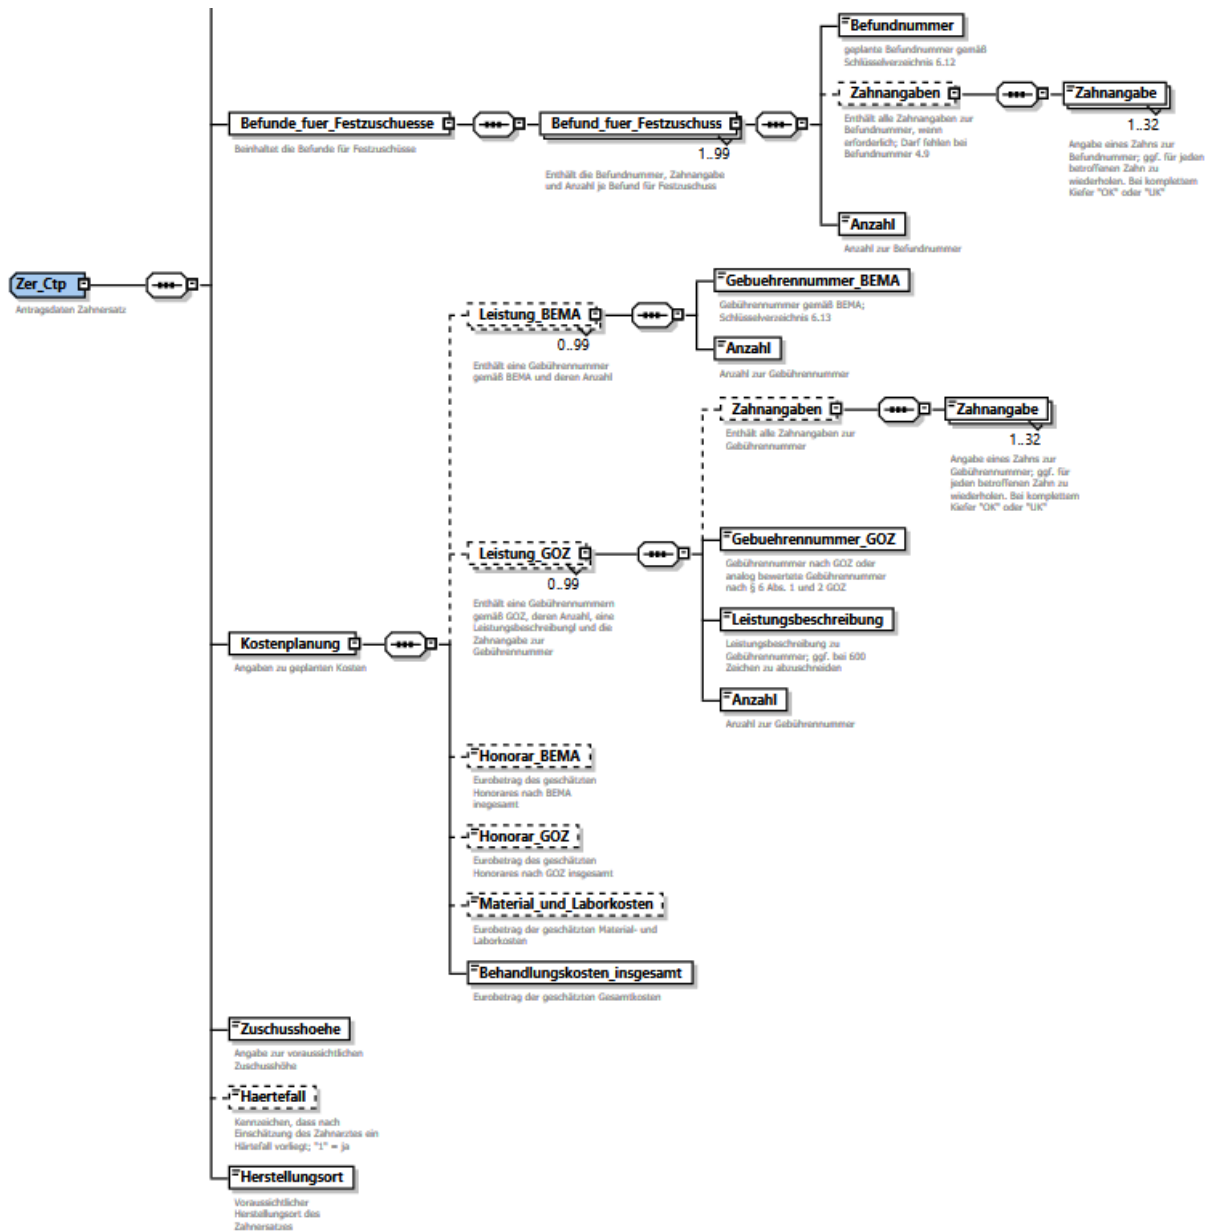 Befundnummer
geplante Befundnummer gemäß
Schlüsselverzeichnis 6.12
Zahnangaben
Enthält alle Zahnangaben zur
Befundnummer, wenn
erforderlich; Darf fehlen bei
Befundnummer 4.9
Zahnangabe
1..32
Angabe eines Zahns zur
Befundnummer; ggf. für jeden
betroffenen Zahn zu
wiederholen. Bei komplettem
Kiefer "OK" oder "UK"
Befunde_fuer_Festzuschuesse
Beinhaltet die Befunde für Festzuschüsse
Befund_fuer_Festzuschuss
1..99
Enthält die Befundnummer, Zahnangabe
und Anzahl je Befund für Festzuschuss
Anzahl
Anzahl zur Befundnummer
Zer_Ctp
Antragsdaten Zahnersatz
Leistung_BEMA
0..99
Enthält eine Gebührennummer
gemäß BEMA und deren Anzahl
Gebuehrennummer_BEMA
Gebührennummer gemäß BEMA;
Schlüsselverzeichnis 6.13
Anzahl
Anzahl zur Gebührennummer
Zahnangaben
Enthält alle Zahnangaben zur
Gebührennummer
Zahnangabe
1..32
Angabe eines Zahns zur
Gebührennummer; ggf. für
jeden betroffenen Zahn zu
wiederholen. Bei komplettem
Kiefer "OK" oder "UK"
Leistung_GOZ
0..99
Enthält eine Gebührennummern
gemäß GOZ, deren Anzahl, eine
Leistungsbeschreibungl und die
Zahnangabe zur
Gebührennummer
Gebuehrennummer_GOZ
Gebührennummer nach GOZ oder
analog bewertete Gebührennummer
nach § 6 Abs. 1 und 2 GOZ
Leistungsbeschreibung
Leistungsbeschreibung zu
Gebührennummer; ggf. bei 600
Zeichen zu abzuschneiden
Anzahl
Anzahl zur Gebührennummer
Kostenplanung
Angaben zu geplanten Kosten
Honorar_BEMA
Eurobetrag des geschätzten
Honorares nach BEMA
insgesamt
Honorar_GOZ
Eurobetrag des geschätzten
Honorares nach GOZ insgesamt
Material_und_Laborkosten
Eurobetrag der geschätzten Material- und
Laborkosten
Behandlungskosten_insgesamt
Eurobetrag der geschätzten Gesamtkosten
Zuschusshoehe
Angabe zur voraussichtlichen
Zuschusshöhe
Haertefall
Kennzeichen, dass nach
Einschätzung des Zahnarztes ein
Härtefall vorliegt; "1" = ja
Herstellungsort
Voraussichtlicher
Herstellungsort des
Zahnersatzes